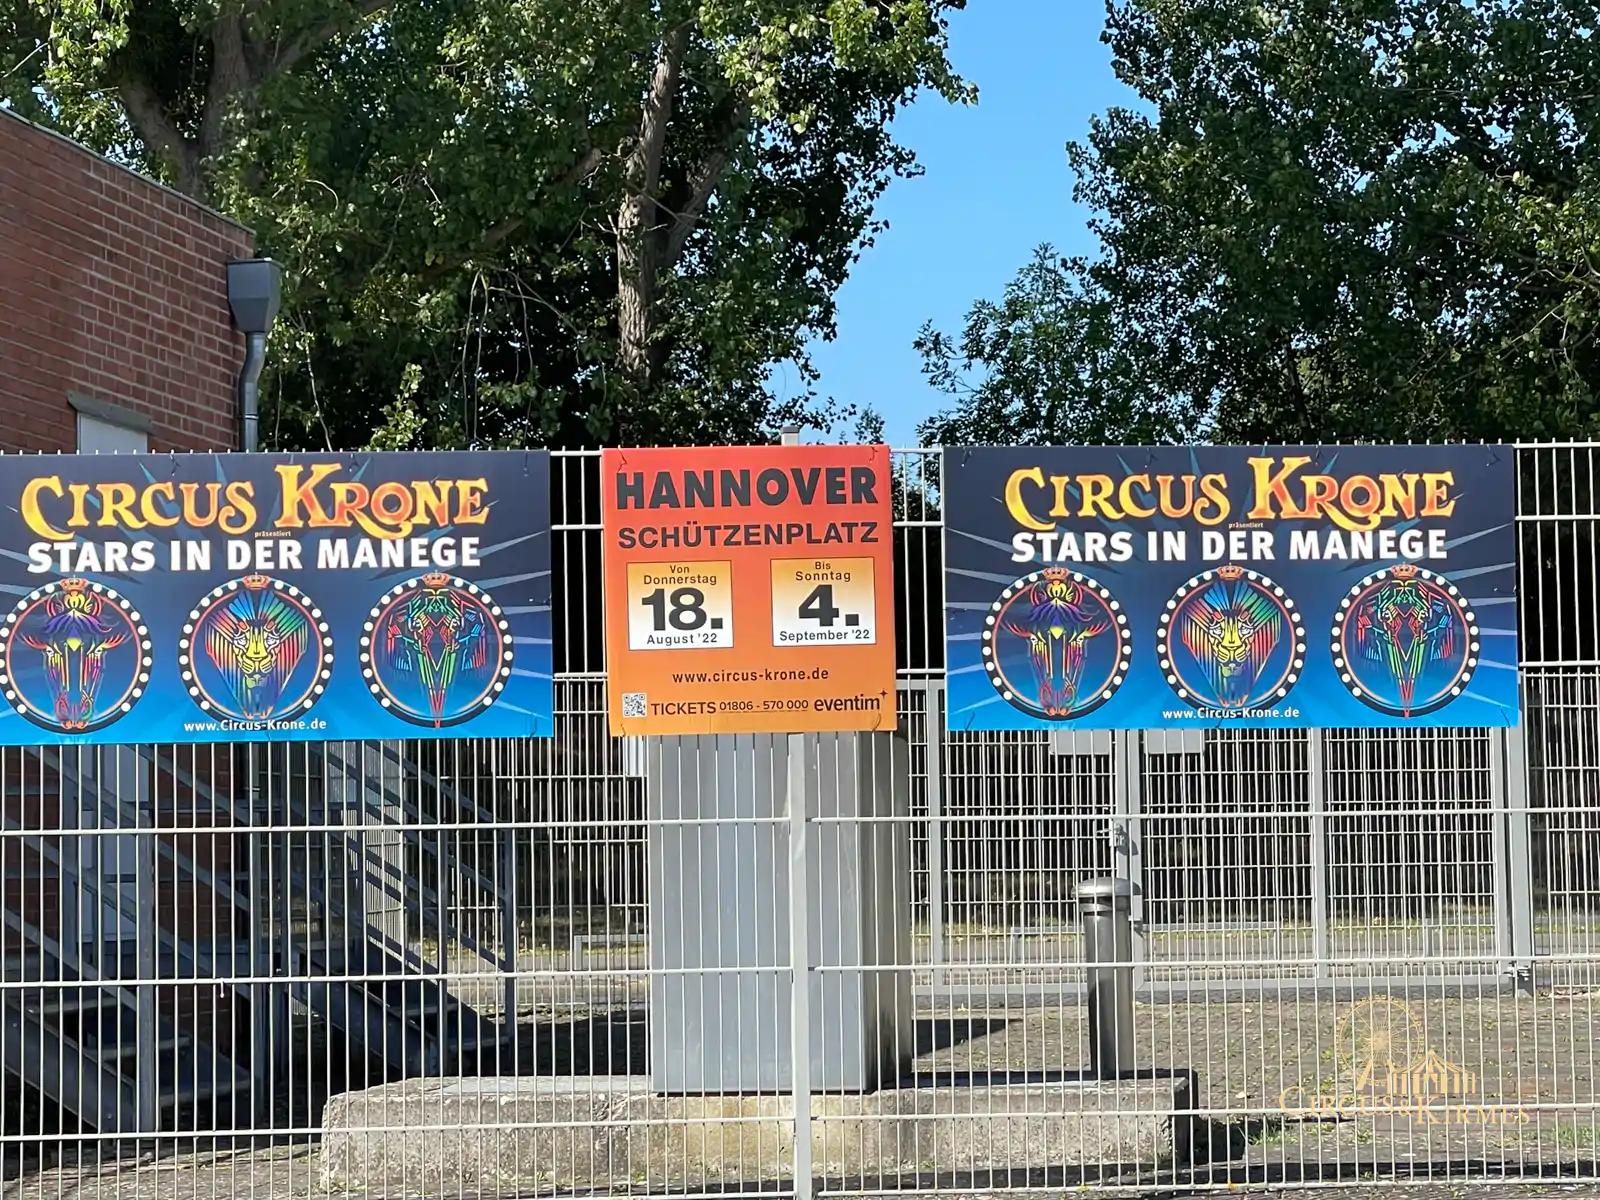 CIRCUS KRONE
präsentiert
STARS IN DER MANEGE
www.Circus-Krone.de
HANNOVER
SCHÜTZENPLATZ
Von
Donnerstag
18.
August '22
Bis
Sonntag
4.
September '22
www.circus-krone.de
TICKETS 01806 - 570 000 eventim
CIRCUS KRONE
präsentiert
STARS IN DER MANEGE
www.Circus-Krone.de
CIRCUS&KIRMES